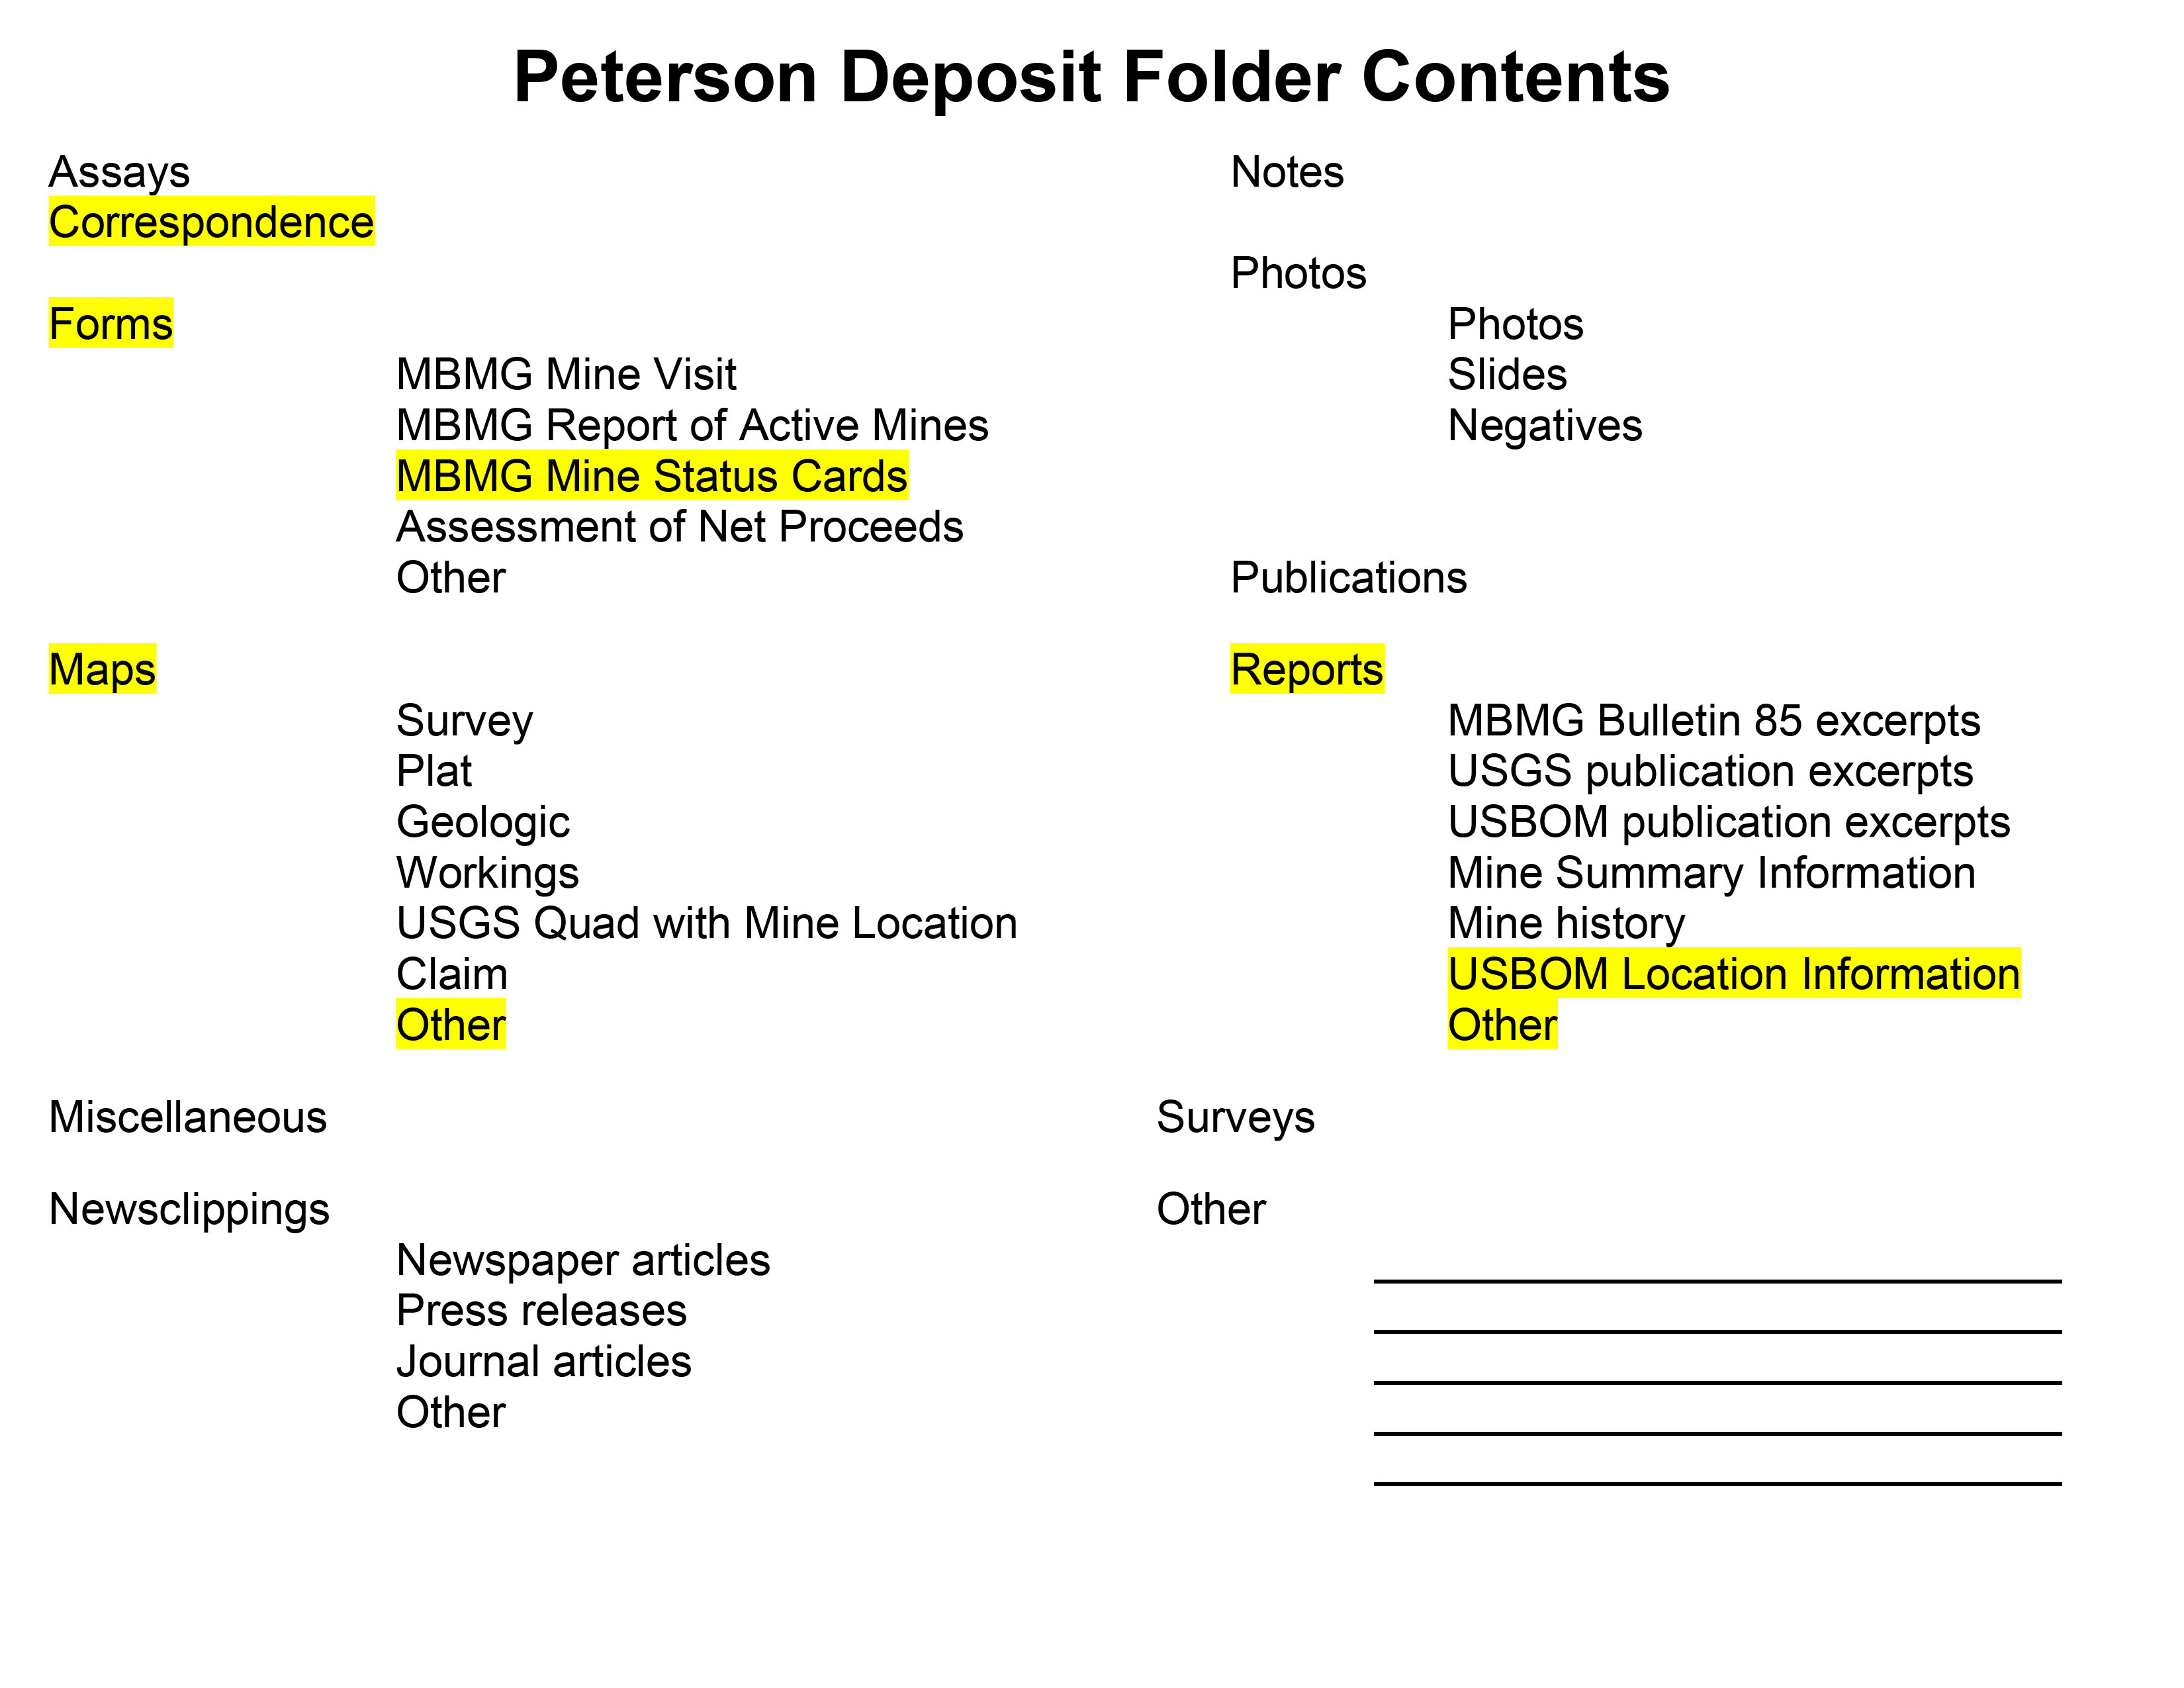 Peterson Deposit Folder Contents
Assays
Correspondence
Forms
MBMG Mine Visit
MBMG Report of Active Mines
MBMG Mine Status Cards
Assessment of Net Proceeds
Other
Maps
Survey
Plat
Geologic
Workings
USGS Quad with Mine Location
Claim
Other
Miscellaneous
Newsclippings
Newspaper articles
Press releases
Journal articles
Other
Notes
Photos
Photos
Slides
Negatives
Publications
Reports
MBMG Bulletin 85 excerpts
USGS publication excerpts
USBOM publication excerpts
Mine Summary Information
Mine history
USBOM Location Information
Other
Surveys
Other